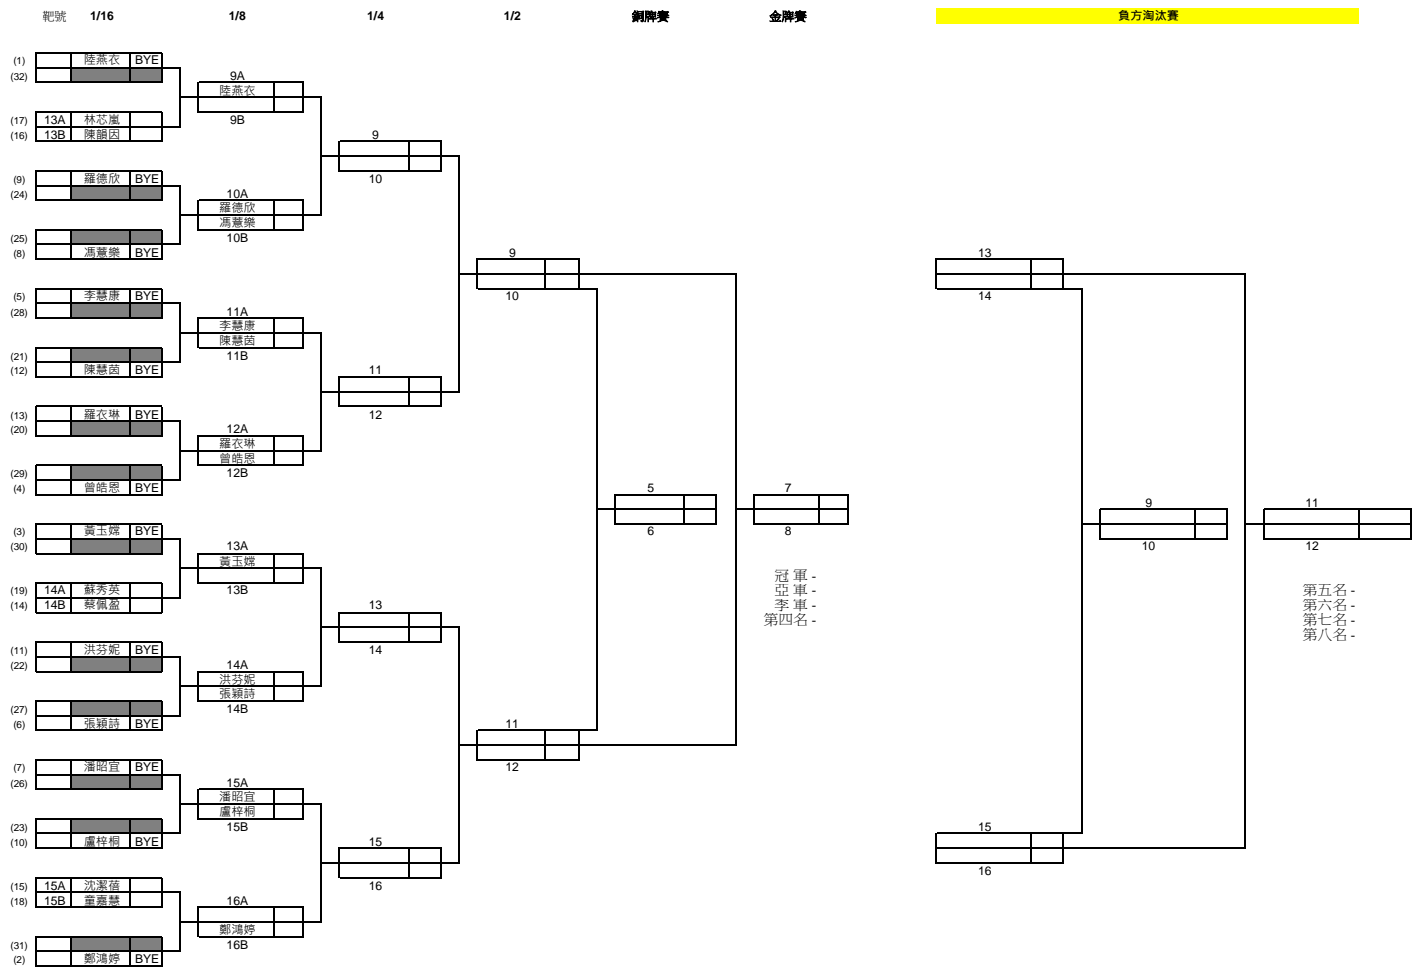 靶號 1/16 1/8 1/4 1/2 銅牌賽 金牌賽 負方淘汰賽
(1) 陸燕衣 BYE
(32) 9A
陸燕衣
(17) 13A 林芯嵐 9B
(16) 13B 陳韻因 9
(9) 羅德欣 BYE 10
(24) 10A
羅德欣
馮薏樂
(25) 10B
(8) 馮薏樂 BYE 9 13
(5) 李慧康 BYE 10 14
(28) 11A
李慧康
陳慧茵
(21) 11B
(12) 陳慧茵 BYE 11
(13) 羅衣琳 BYE 12
(20) 12A
羅衣琳
曾皓恩
(29) 12B
(4) 曾皓恩 BYE 5 7
9 11
(3) 黃玉嫦 BYE 6 8
(30) 13A 10 12
黃玉嫦
冠 軍 -
(19) 14A 蘇秀英 13B 亞 軍 - 第五名 -
(14) 14B 蔡佩盈 13 季 軍 - 第六名 -
第四名 - 第七名 -
第八名 -
(11) 洪芬妮 BYE 14
(22) 14A
洪芬妮
張穎詩
(27) 14B
(6) 張穎詩 BYE 11
(7) 潘昭宜 BYE 12
(26) 15A
潘昭宜
盧梓桐
(23) 15B 15
(10) 盧梓桐 BYE 15
16
(15) 15A 沈潔蓓 16
(18) 15B 童嘉慧 16A
鄭鴻婷
(31) 16B
(2) 鄭鴻婷 BYE